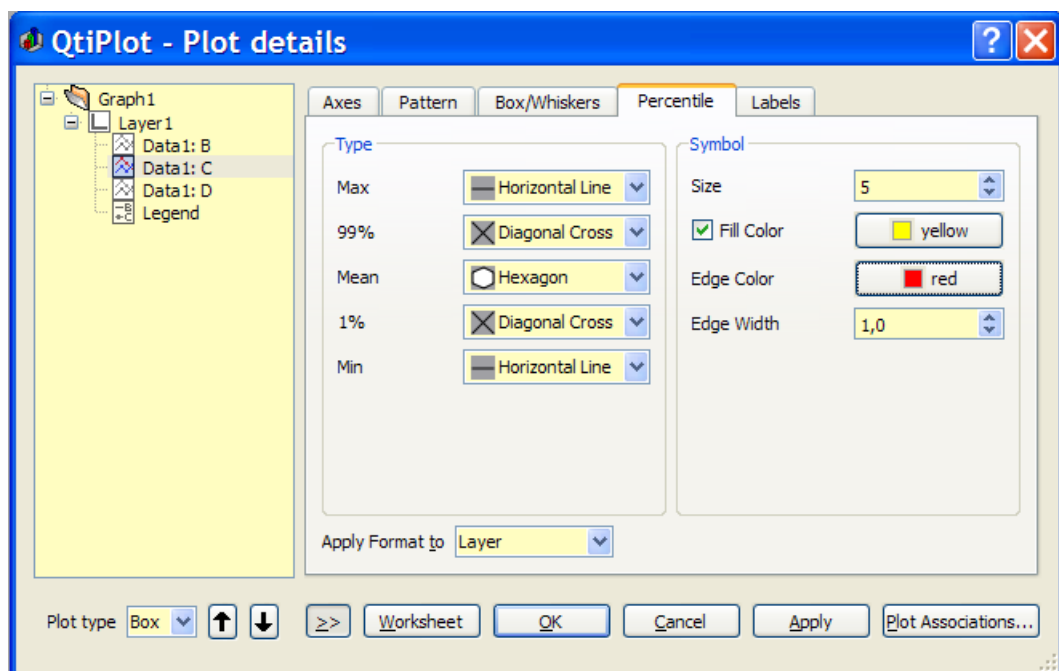 QtiPlot - Plot details
Graph1
Layer1
Data1: B
Data1: C
Data1: D
Legend
Axes Pattern Box/Whiskers Percentile Labels
Type
Max Horizontal Line
99% Diagonal Cross
Mean Hexagon
1% Diagonal Cross
Min Horizontal Line
Symbol
Size 5
Fill Color yellow
Edge Color red
Edge Width 1,0
Apply Format to Layer
Plot type Box >> Worksheet OK Cancel Apply Plot Associations...